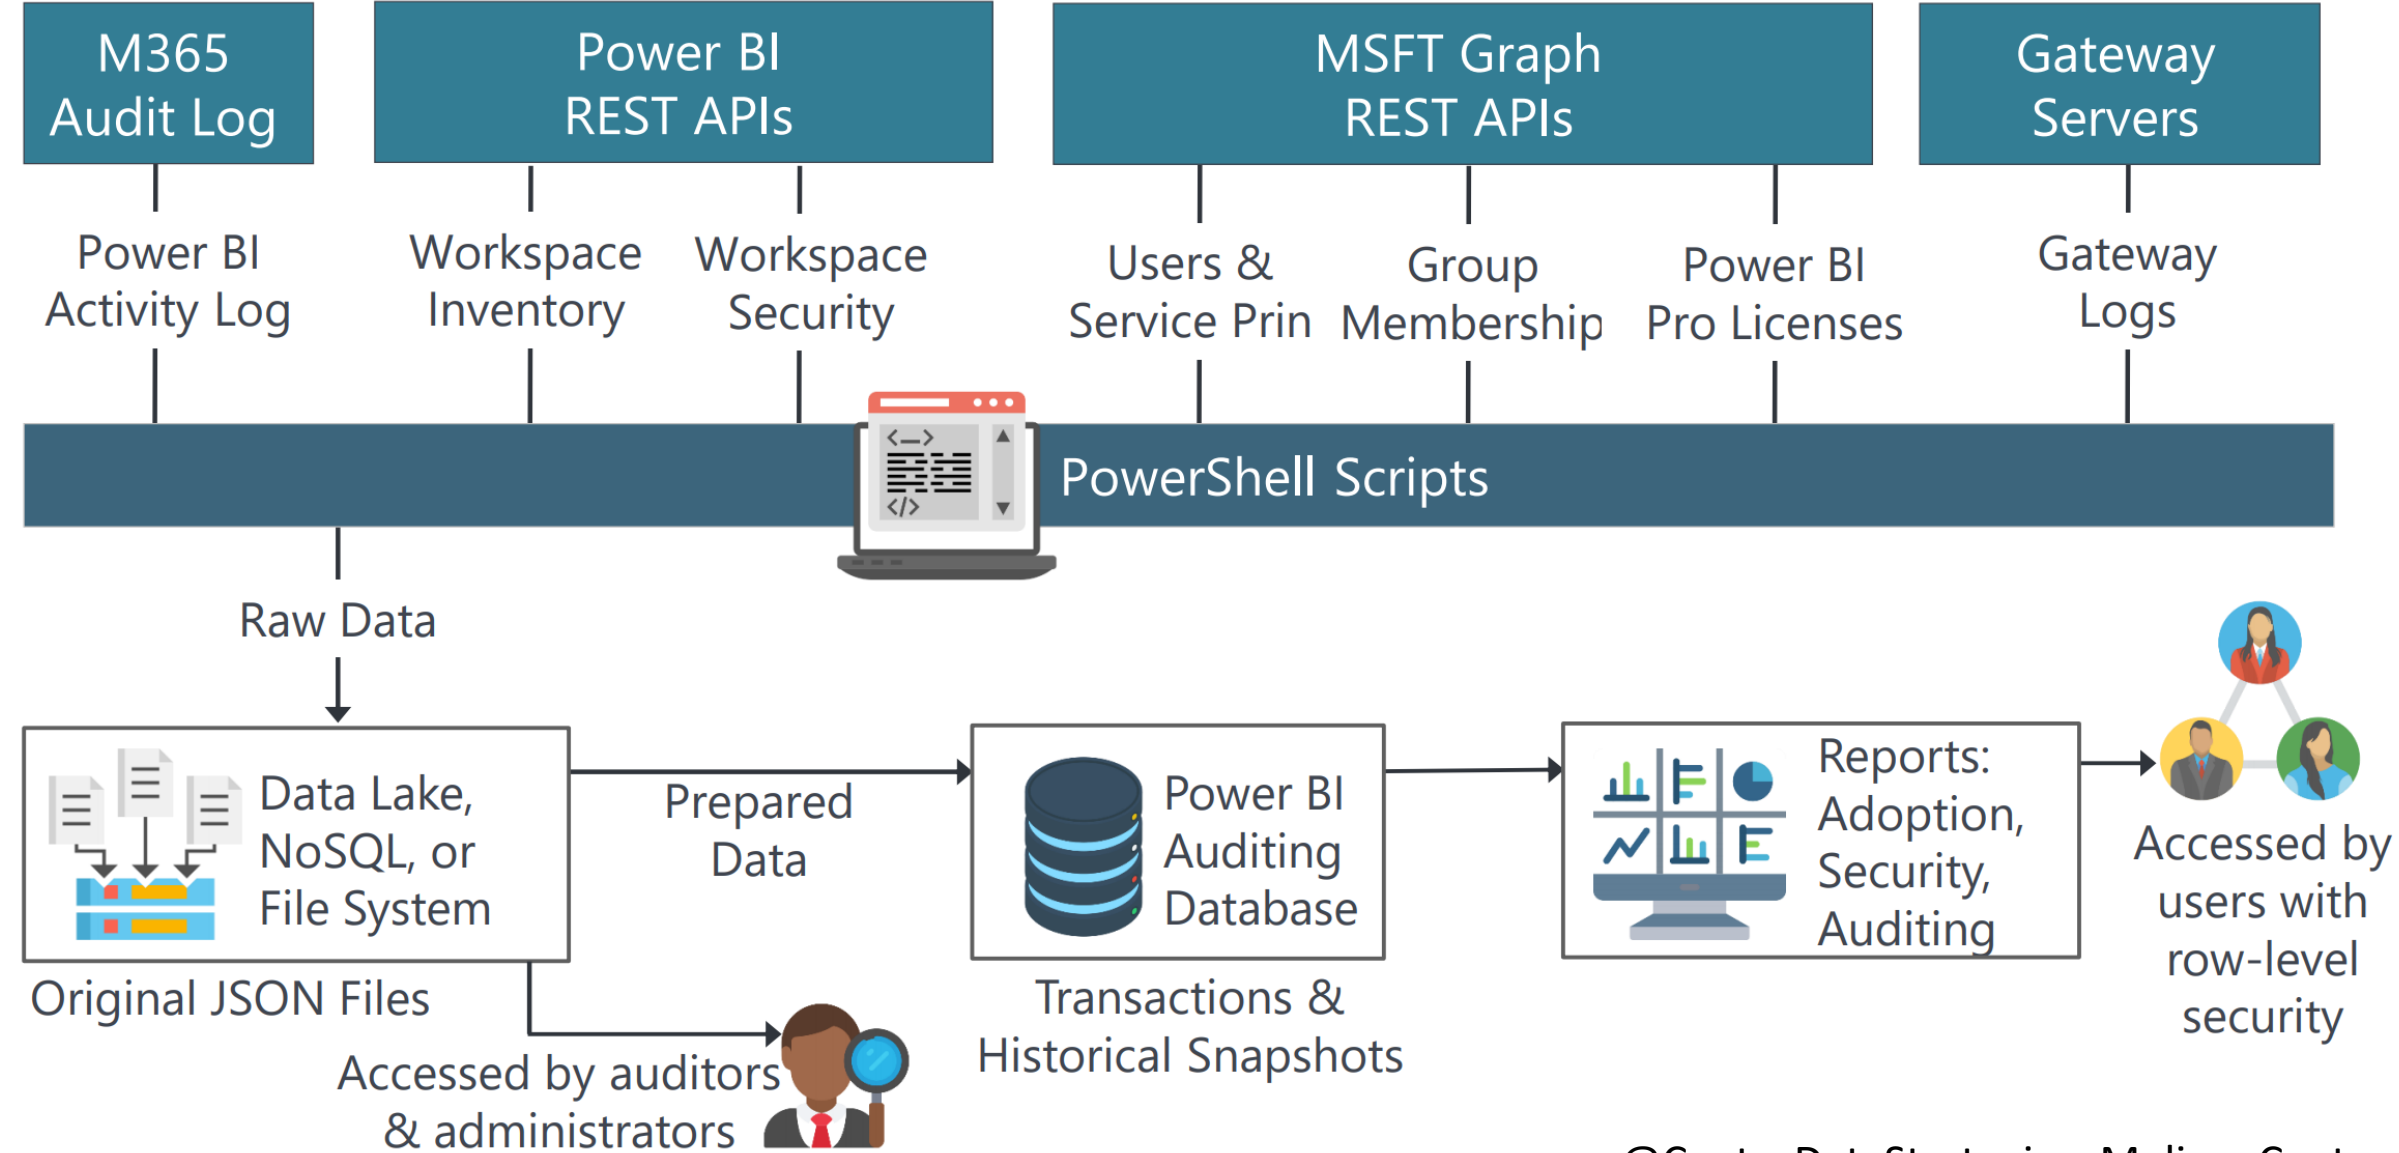 M365
Audit Log
Power BI
REST APIs
MSFT Graph
REST APIs
Gateway
Servers
Power BI
Activity Log
Workspace
Inventory
Workspace
Security
Users &
Service Prin
Group
Membership
Power BI
Pro Licenses
Gateway
Logs
<_>
</>
PowerShell Scripts
Raw Data
Data Lake,
NoSQL, or
File System
Original JSON Files
Prepared
Data
Accessed by auditors
& administrators
Power BI
Auditing
Database
Transactions &
Historical Snapshots
Reports:
Adoption,
Security,
Auditing
Accessed by
users with
row-level
security